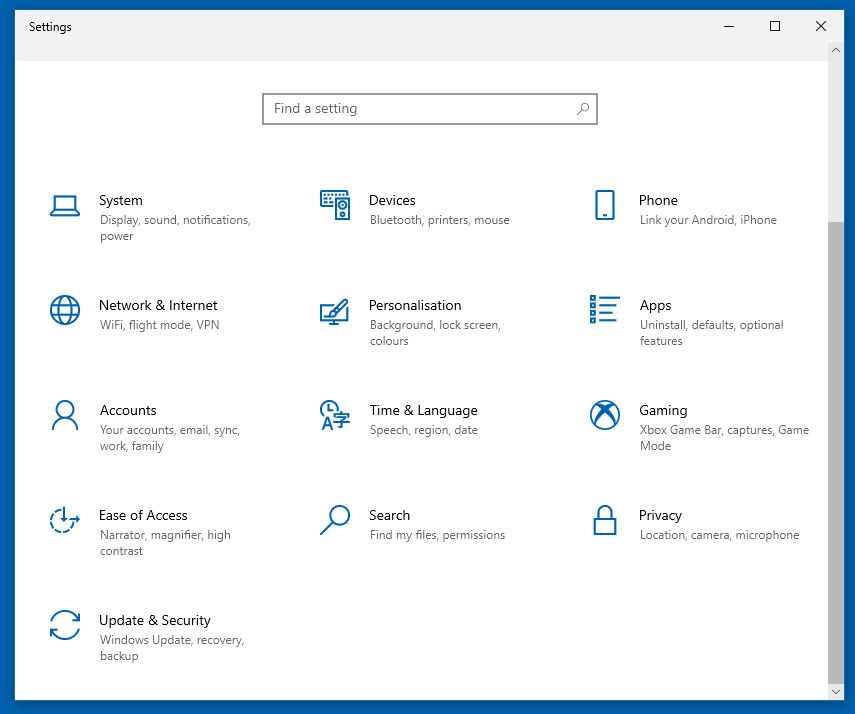 Settings
Find a setting
System
Display, sound, notifications,
power
Devices
Bluetooth, printers, mouse
Phone
Link your Android, iPhone
Network & Internet
WiFi, flight mode, VPN
Personalisation
Background, lock screen,
colours
Apps
Uninstall, defaults, optional
features
Accounts
Your accounts, email, sync,
work, family
Time & Language
Speech, region, date
Gaming
Xbox Game Bar, captures, Game
Mode
Ease of Access
Narrator, magnifier, high
contrast
Search
Find my files, permissions
Privacy
Location, camera, microphone
Update & Security
Windows Update, recovery,
backup